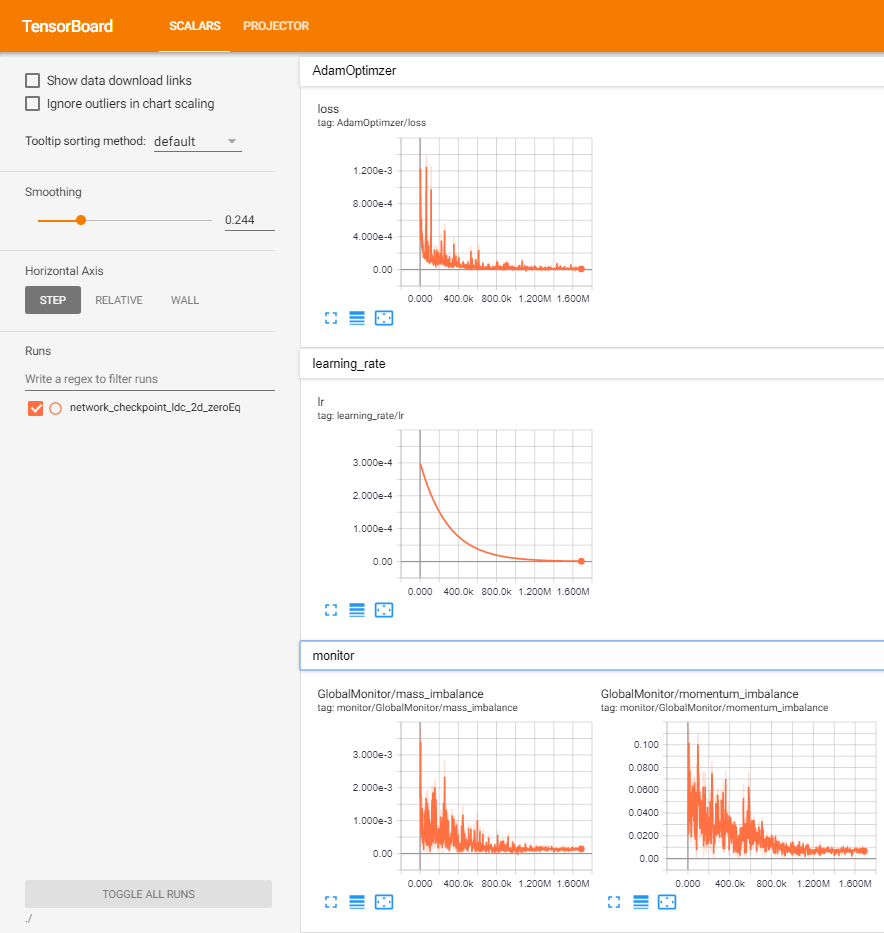 TensorBoard SCALARS PROJECTOR
Show data download links
Ignore outliers in chart scaling
Tooltip sorting method: default
Smoothing
0.244
Horizontal Axis
STEP RELATIVE WALL
Runs
Write a regex to filter runs
network_checkpoint_ldc_2d_zeroEq
TOGGLE ALL RUNS
./
AdamOptimzer
loss
tag: AdamOptimzer/loss
1.200e-3
8.000e-4
4.000e-4
0.00
0.000 400.0k 800.0k 1.200M 1.600M
learning_rate
lr
tag: learning_rate/lr
3.000e-4
2.000e-4
1.000e-4
0.00
0.000 400.0k 800.0k 1.200M 1.600M
monitor
GlobalMonitor/mass_imbalance
tag: monitor/GlobalMonitor/mass_imbalance
3.000e-3
2.000e-3
1.000e-3
0.00
0.000 400.0k 800.0k 1.200M 1.600M
GlobalMonitor/momentum_imbalance
tag: monitor/GlobalMonitor/momentum_imbalance
0.100
0.0800
0.0600
0.0400
0.0200
0.00
0.000 400.0k 800.0k 1.200M 1.600M